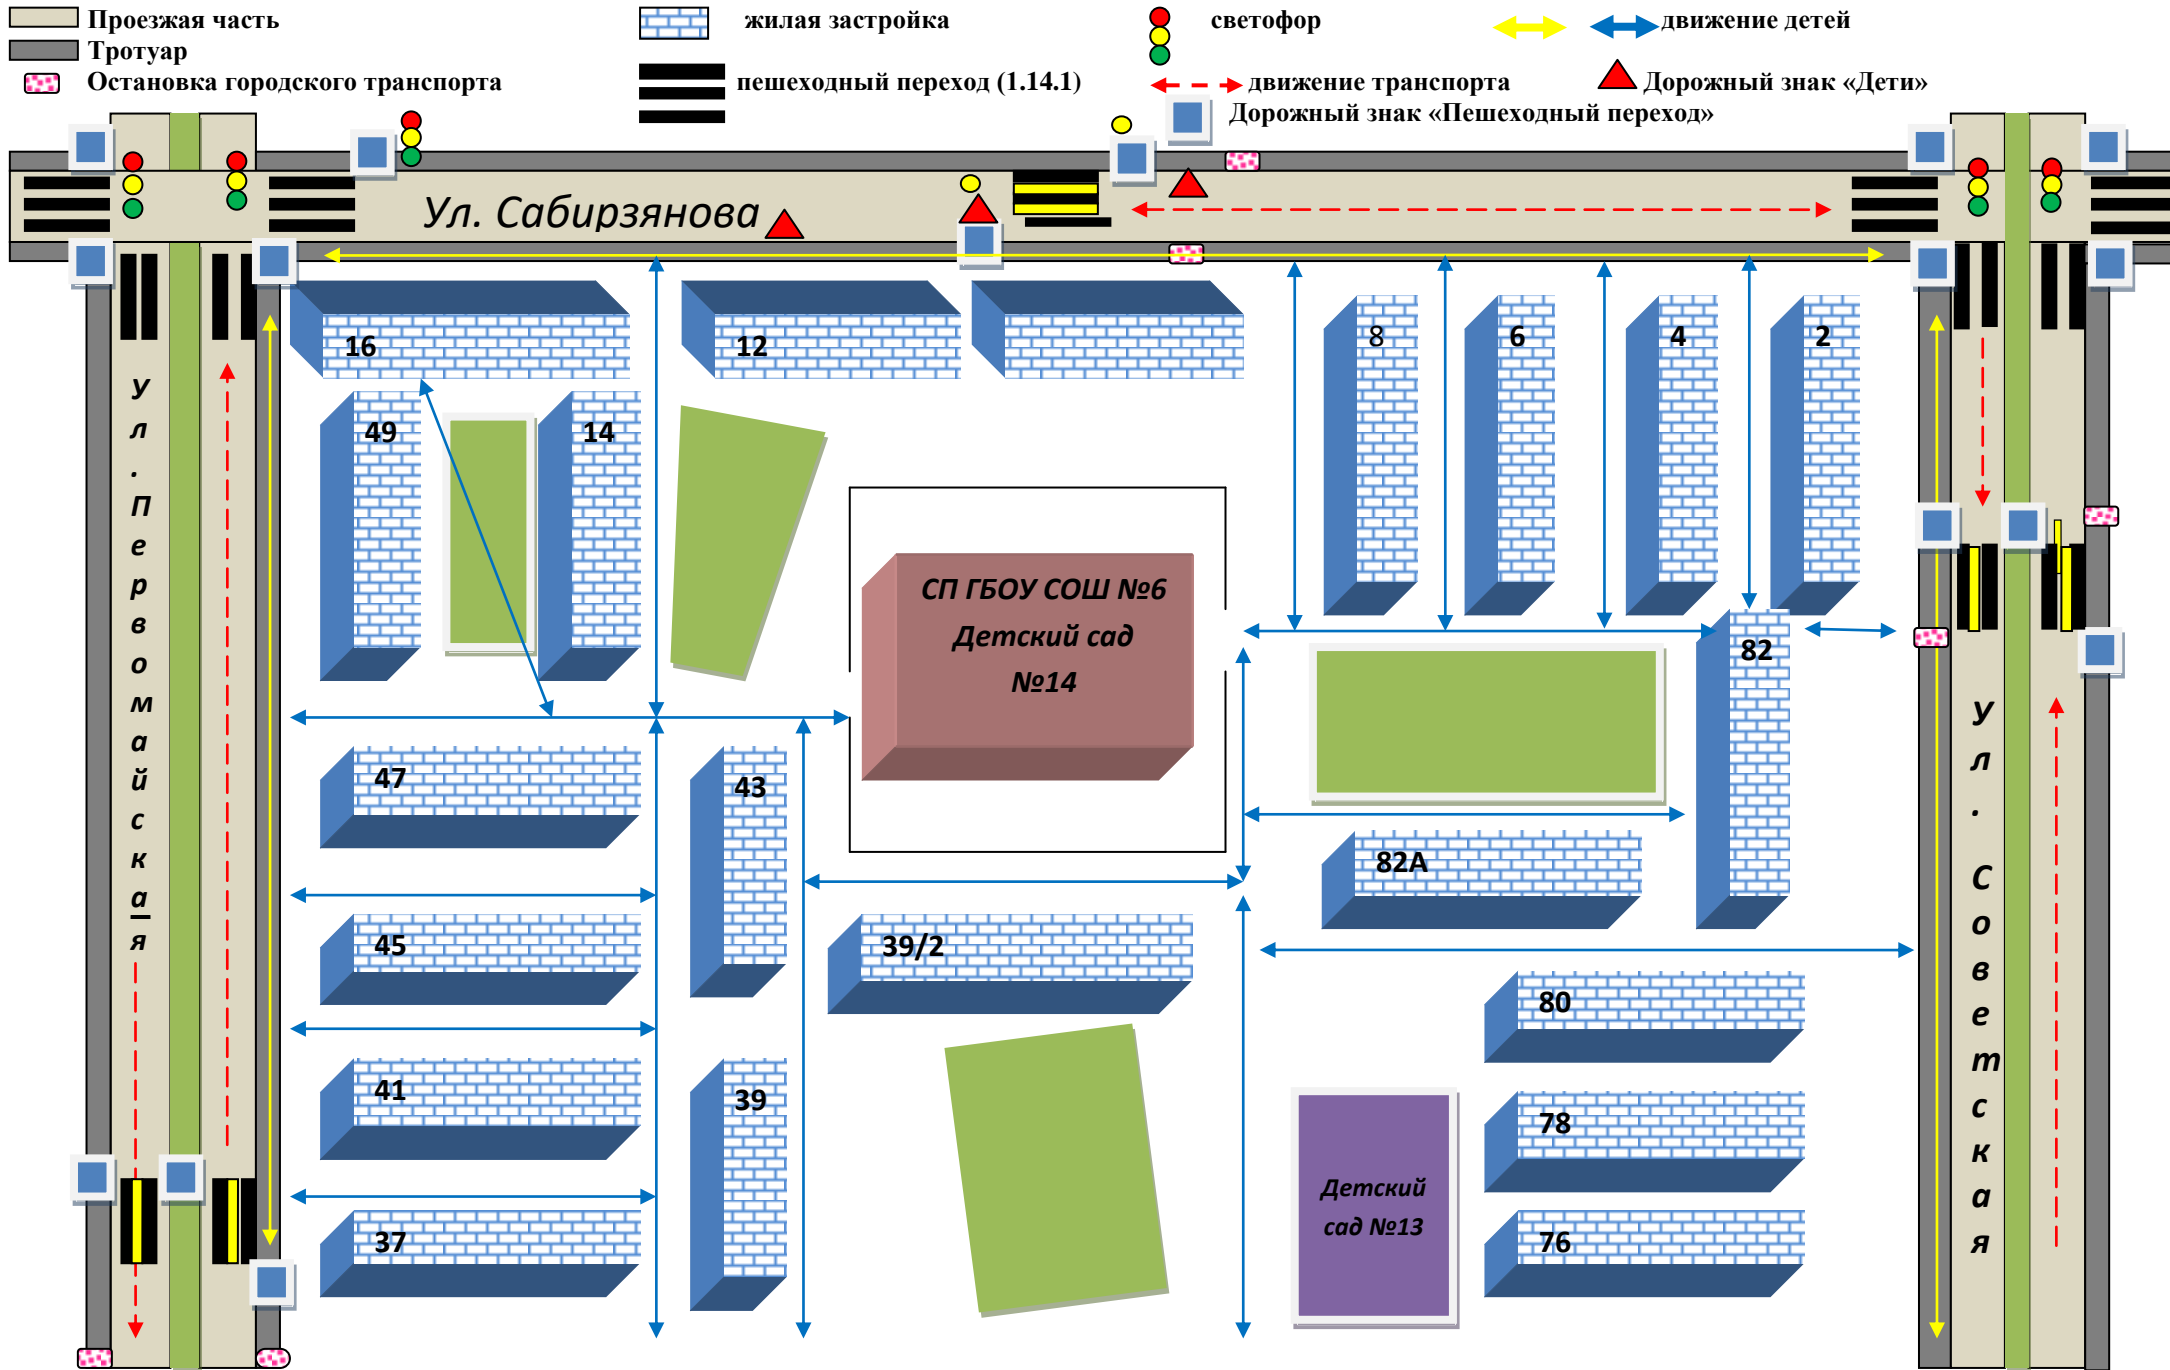 Проезжая часть
жилая застройка
светофор
движение детей
Тротуар
Остановка городского транспорта
пешеходный переход (1.14.1)
движение транспорта
Дорожный знак «Дети»
Дорожный знак «Пешеходный переход»
Ул. Сабирзянова
16
12
8
6
4
2
49
14
Ул. Первомайская
СП ГБОУ СОШ №6
Детский сад
№14
82
47
43
82А
45
39/2
80
41
39
78
Детский
сад №13
37
76
Ул. Советская